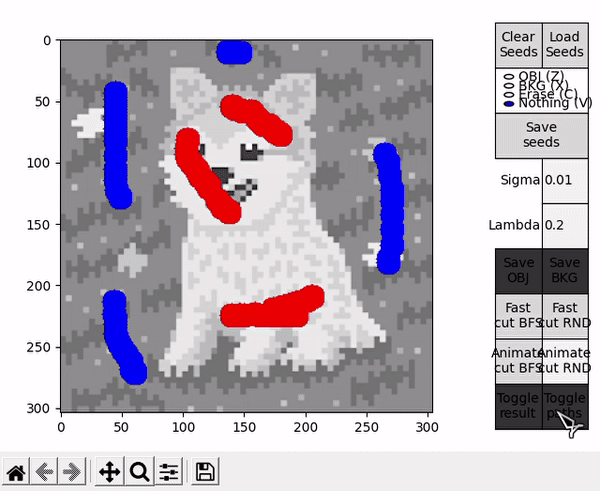 Clear Seeds
Load Seeds
OBJ (Z)
BKG (X)
Erase (C)
Nothing (V)
Save seeds
Sigma 0.01
Lambda 0.2
Save OBJ
Save BKG
Fast cut BFS
Fast cut RND
Animate cut BFS
Animate cut RND
Toggle result
Toggle paths
0
50
100
150
200
250
300
0 50 100 150 200 250 300